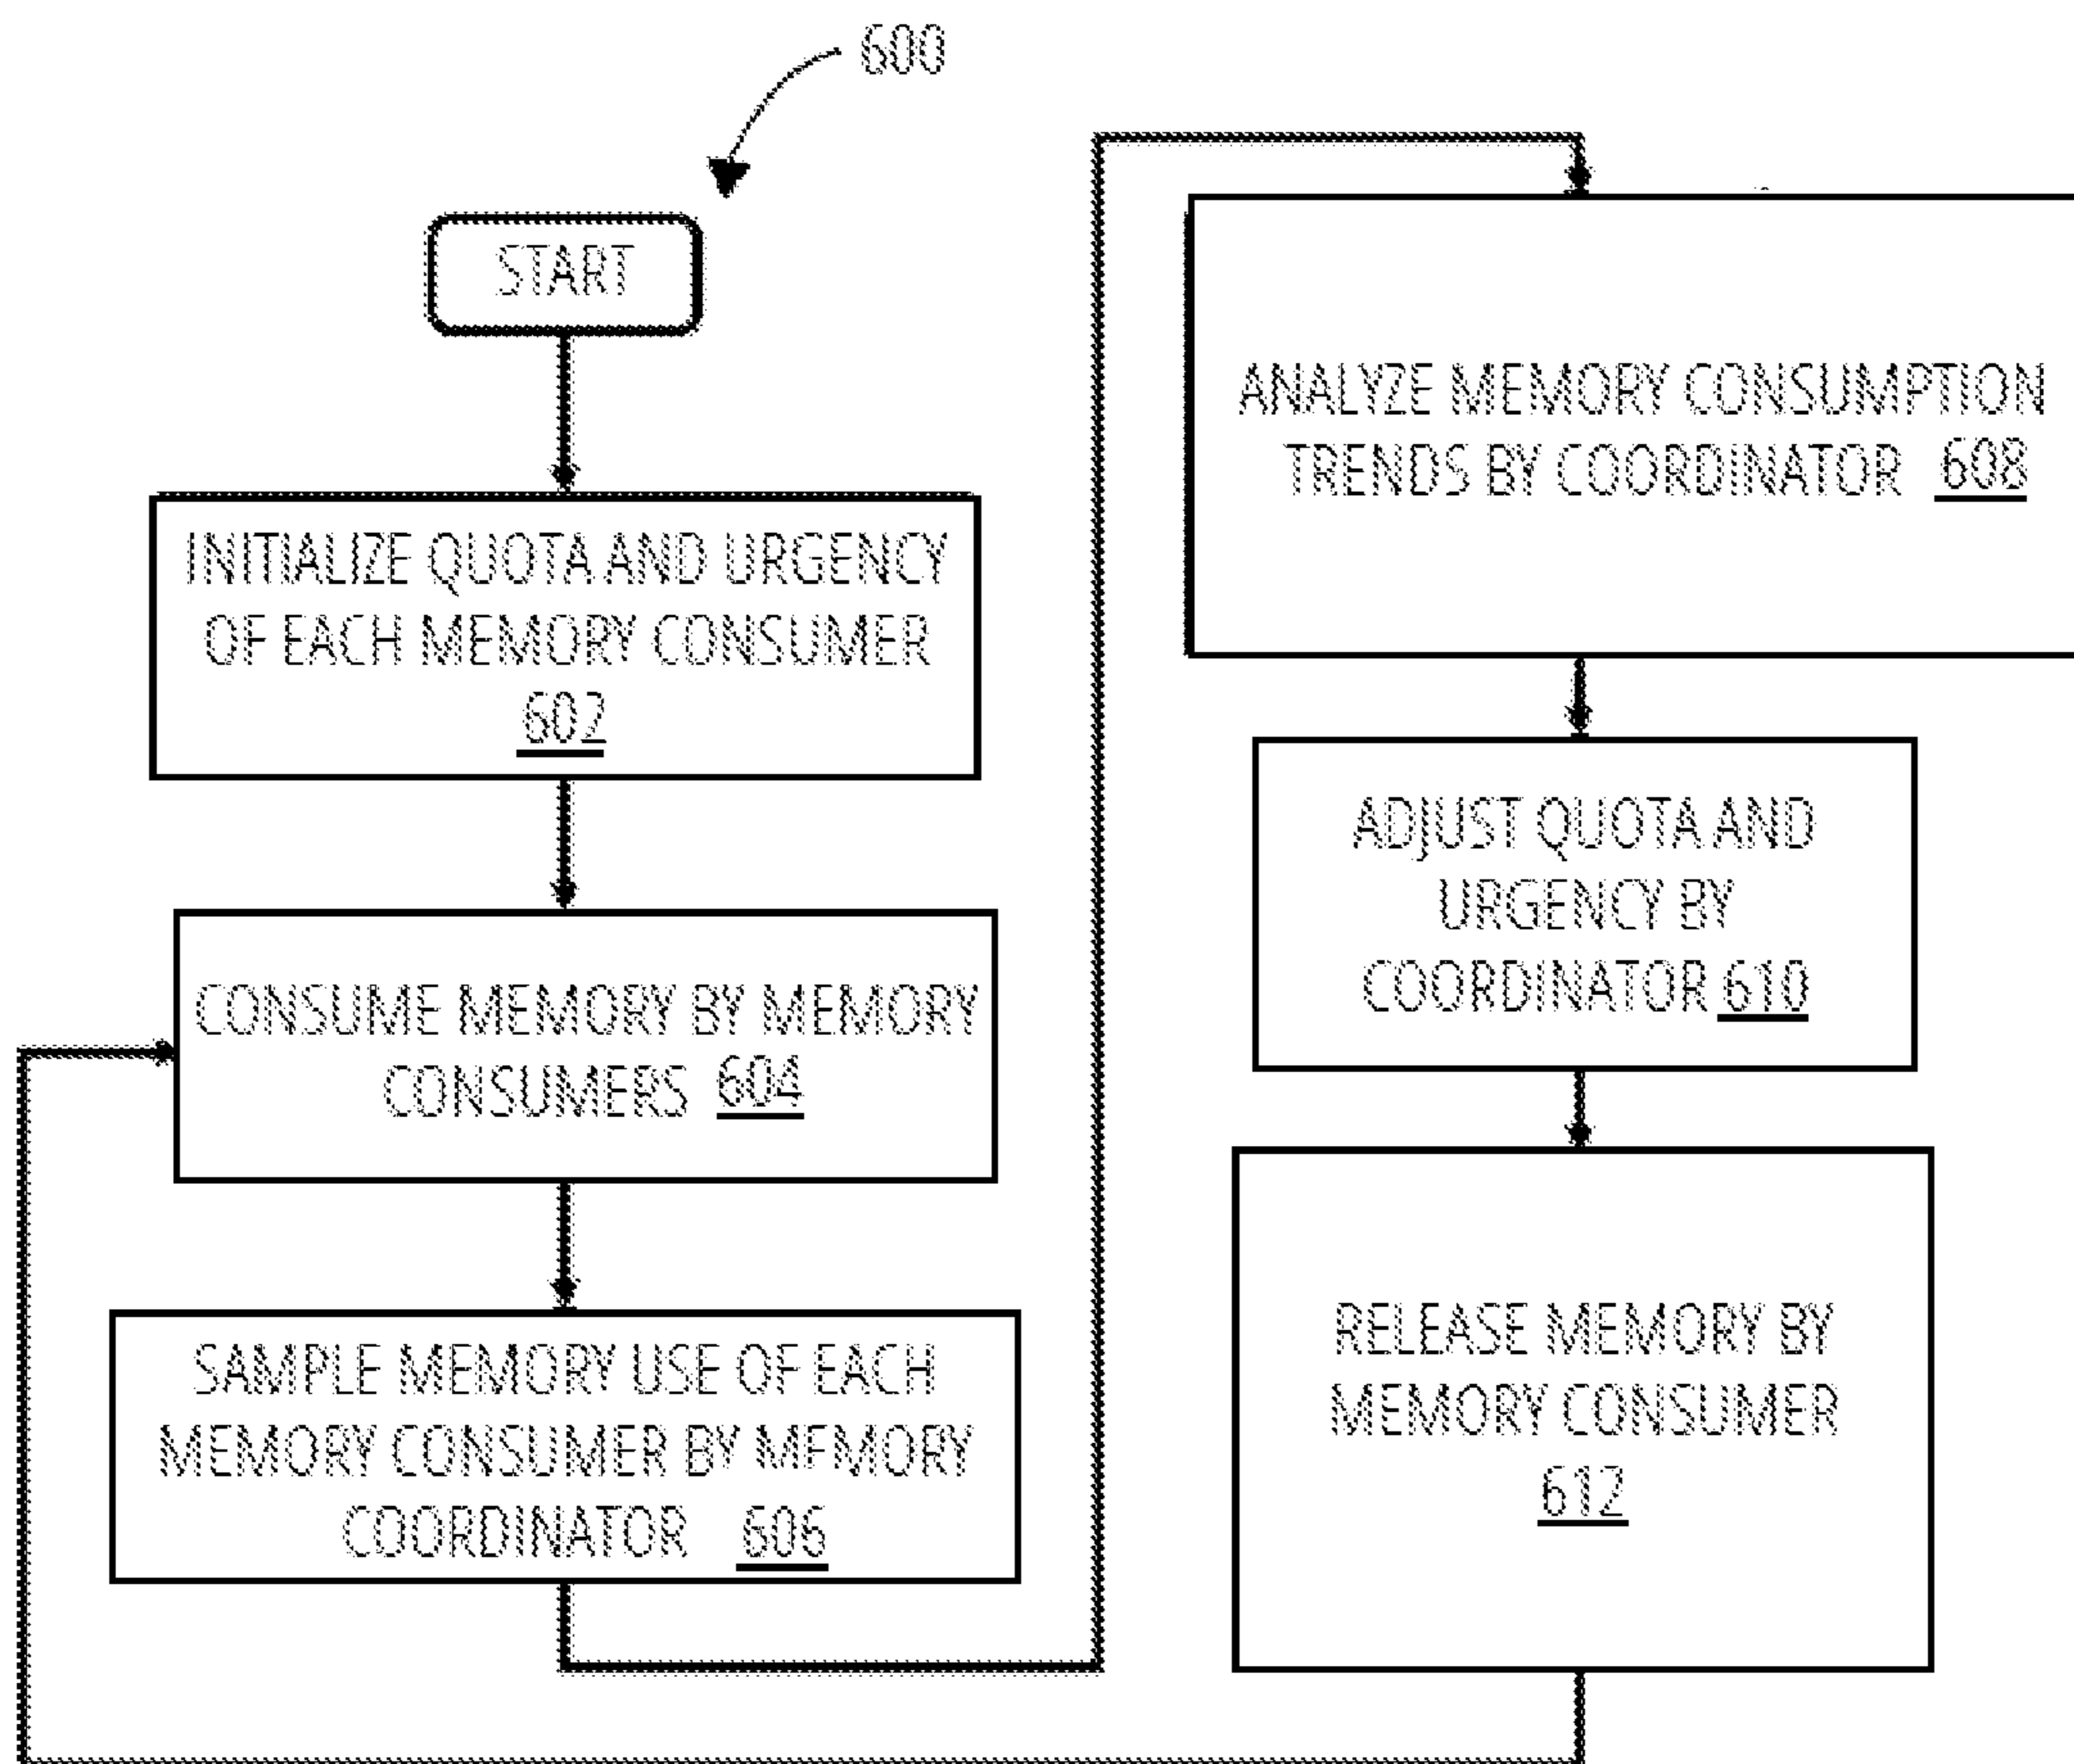 600
START
INITIALIZE QUOTA AND URGENCY
OF EACH MEMORY CONSUMER
602
CONSUME MEMORY BY MEMORY
CONSUMERS 604
SAMPLE MEMORY USE OF EACH
MEMORY CONSUMER BY MEMORY
COORDINATOR 606
ANALYZE MEMORY CONSUMPTION
TRENDS BY COORDINATOR 608
ADJUST QUOTA AND
URGENCY BY
COORDINATOR 610
RELEASE MEMORY BY
MEMORY CONSUMER
612